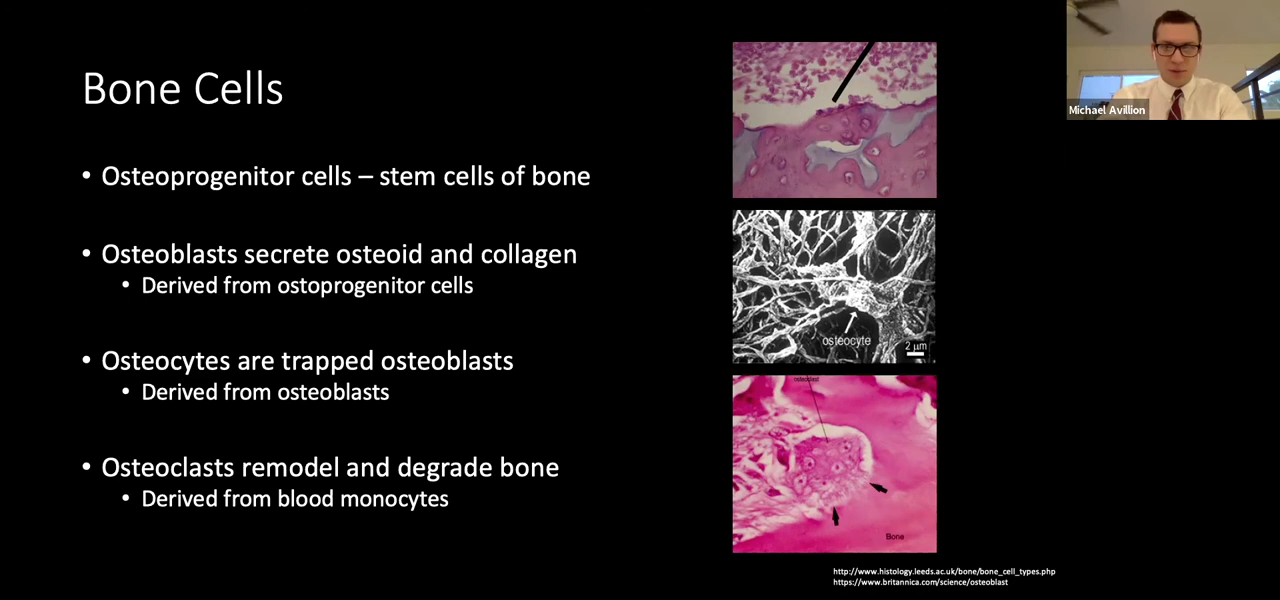 Bone Cells
Michael Avillion
• Osteoprogenitor cells – stem cells of bone
• Osteoblasts secrete osteoid and collagen
• Derived from ostoprogenitor cells
• Osteocytes are trapped osteoblasts
• Derived from osteoblasts
• Osteoclasts remodel and degrade bone
• Derived from blood monocytes
osteocyte
2 μm
osteoclast
Bone
http://www.histology.leeds.ac.uk/bone/bone_cell_types.php
https://www.britannica.com/science/osteoblast